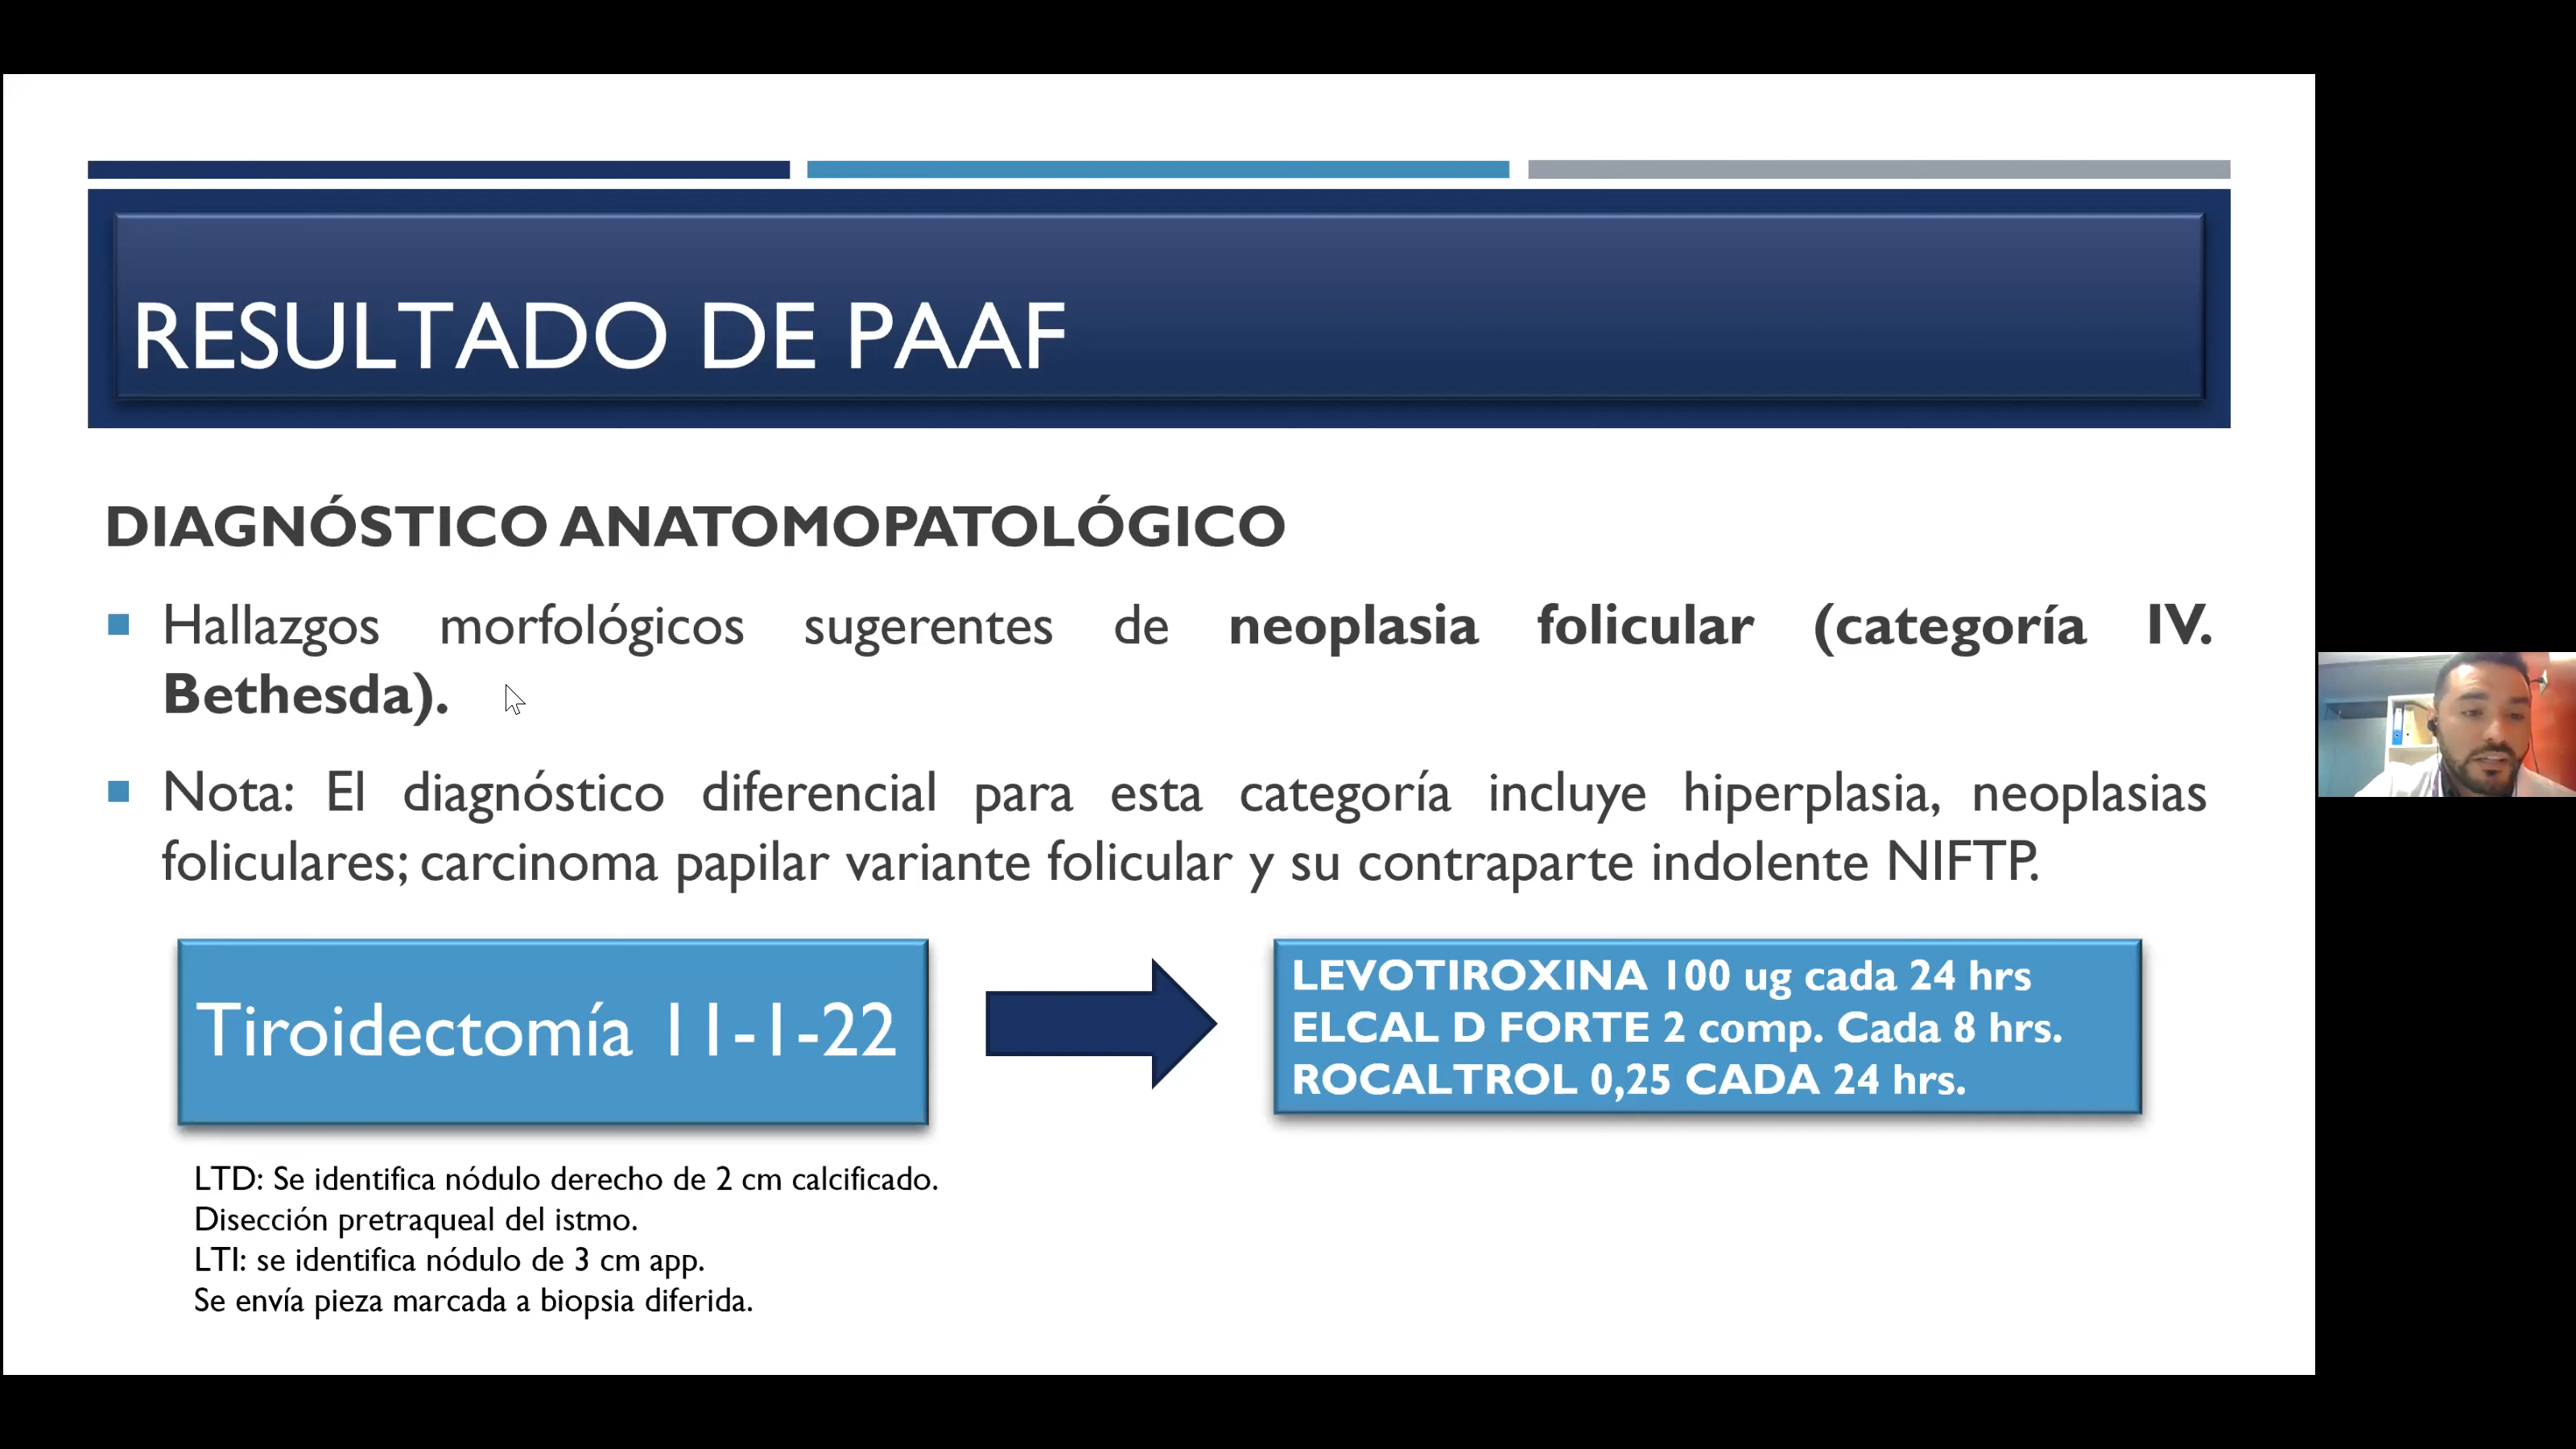 RESULTADO DE PAAF
DIAGNÓSTICO ANATOMOPATOLÓGICO
Hallazgos morfológicos sugerentes de neoplasia folicular (categoría IV.
Bethesda).
Nota: El diagnóstico diferencial para esta categoría incluye hiperplasia, neoplasias
foliculares; carcinoma papilar variante folicular y su contraparte indolente NIFTP.
Tiroidectomía 11-1-22
LEVOTIROXINA 100 ug cada 24 hrs
ELCAL D FORTE 2 comp. Cada 8 hrs.
ROCALTROL 0,25 CADA 24 hrs.
LTD: Se identifica nódulo derecho de 2 cm calcificado.
Disección pretraqueal del istmo.
LTI: se identifica nódulo de 3 cm app.
Se envía pieza marcada a biopsia diferida.